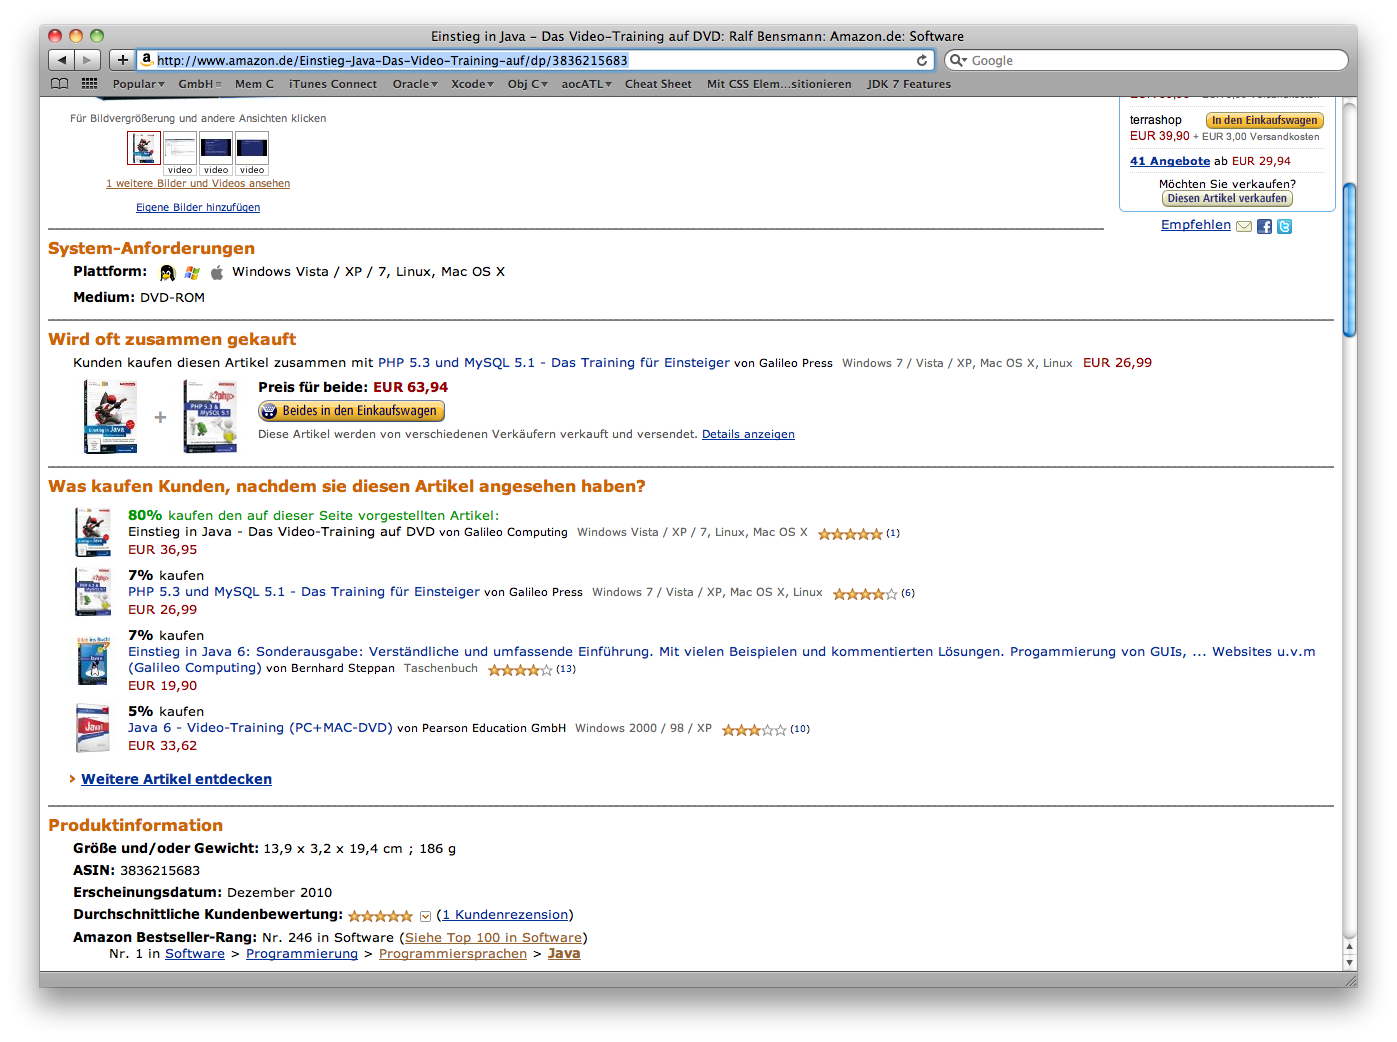 Einstieg in Java – Das Video-Training auf DVD: Ralf Bensmann: Amazon.de: Software
http://www.amazon.de/Einstieg-Java-Das-Video-Training-auf/dp/3836215683
Google
Popular GmbH Mem C iTunes Connect Oracle Xcode Obj C aocATL Cheat Sheet Mit CSS Elem...sitionieren JDK 7 Features
Für Bildvergrößerung und andere Ansichten klicken
video video video
1 weitere Bilder und Videos ansehen
Eigene Bilder hinzufügen
terrashop In den Einkaufswagen
EUR 39,90 + EUR 3,00 Versandkosten
41 Angebote ab EUR 29,94
Möchten Sie verkaufen?
Diesen Artikel verkaufen
Empfehlen
System-Anforderungen
Plattform: Windows Vista / XP / 7, Linux, Mac OS X
Medium: DVD-ROM
Wird oft zusammen gekauft
Kunden kaufen diesen Artikel zusammen mit PHP 5.3 und MySQL 5.1 - Das Training für Einsteiger von Galileo Press Windows 7 / Vista / XP, Mac OS X, Linux EUR 26,99
Preis für beide: EUR 63,94
+
Beides in den Einkaufswagen
Diese Artikel werden von verschiedenen Verkäufern verkauft und versendet. Details anzeigen
Was kaufen Kunden, nachdem sie diesen Artikel angesehen haben?
80% kaufen den auf dieser Seite vorgestellten Artikel:
Einstieg in Java - Das Video-Training auf DVD von Galileo Computing Windows Vista / XP / 7, Linux, Mac OS X (1)
EUR 36,95
7% kaufen
PHP 5.3 und MySQL 5.1 - Das Training für Einsteiger von Galileo Press Windows 7 / Vista / XP, Mac OS X, Linux (6)
EUR 26,99
7% kaufen
Einstieg in Java 6: Sonderausgabe: Verständliche und umfassende Einführung. Mit vielen Beispielen und kommentierten Lösungen. Progammierung von GUIs, ... Websites u.v.m
(Galileo Computing) von Bernhard Steppan Taschenbuch (13)
EUR 19,90
5% kaufen
Java 6 - Video-Training (PC+MAC-DVD) von Pearson Education GmbH Windows 2000 / 98 / XP (10)
EUR 33,62
› Weitere Artikel entdecken
Produktinformation
Größe und/oder Gewicht: 13,9 x 3,2 x 19,4 cm ; 186 g
ASIN: 3836215683
Erscheinungsdatum: Dezember 2010
Durchschnittliche Kundenbewertung: (1 Kundenrezension)
Amazon Bestseller-Rang: Nr. 246 in Software (Siehe Top 100 in Software)
Nr. 1 in Software > Programmierung > Programmiersprachen > Java